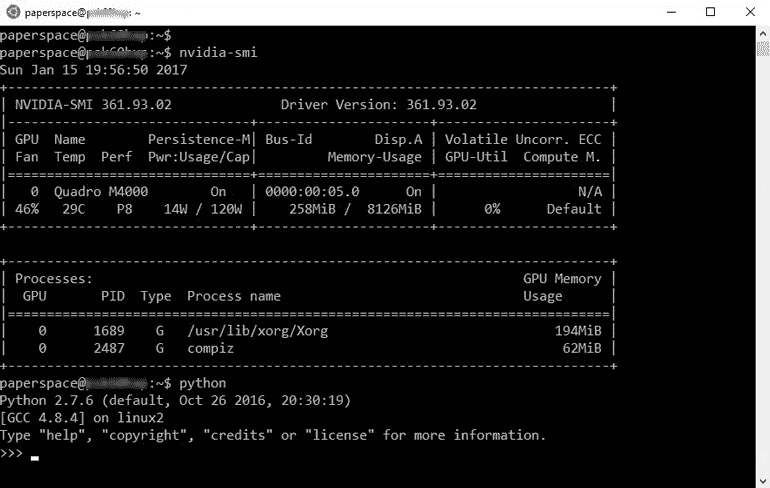 paperspace@ : ~
paperspace@ :~$
paperspace@ :~$ nvidia-smi
Sun Jan 15 19:56:50 2017
+-----------------------------------------------------------------------------+
| NVIDIA-SMI 361.93.02 Driver Version: 361.93.02 |
|-------------------------------+----------------------+----------------------+
| GPU Name Persistence-M| Bus-Id Disp.A | Volatile Uncorr. ECC |
| Fan Temp Perf Pwr:Usage/Cap| Memory-Usage | GPU-Util Compute M. |
|===============================+======================+======================|
| 0 Quadro M4000 On | 0000:00:05.0 On | N/A |
| 46% 29C P8 14W / 120W | 258MiB / 8126MiB | 0% Default |
+-------------------------------+----------------------+----------------------+
+-----------------------------------------------------------------------------+
| Processes: GPU Memory |
| GPU PID Type Process name Usage |
|=============================================================================|
| 0 1689 G /usr/lib/xorg/Xorg 194MiB |
| 0 2487 G compiz 62MiB |
+-----------------------------------------------------------------------------+
paperspace@ :~$ python
Python 2.7.6 (default, Oct 26 2016, 20:30:19)
[GCC 4.8.4] on linux2
Type "help", "copyright", "credits" or "license" for more information.
>>> _